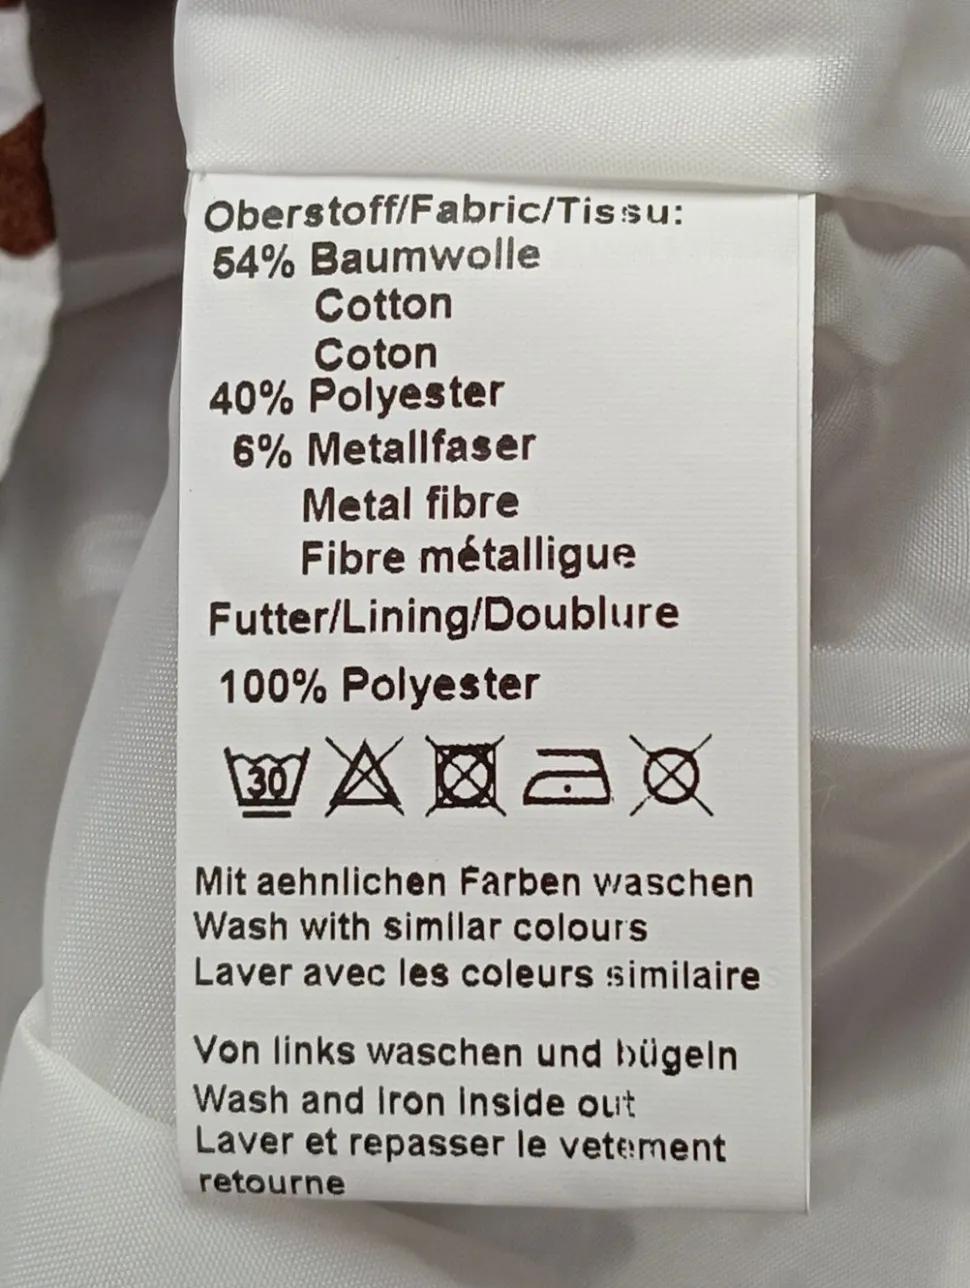 Oberstoff/Fabric/Tissu:
54% Baumwolle
Cotton
Coton
40% Polyester
6% Metallfaser
Metal fibre
Fibre métalligue
Futter/Lining/Doublure
100% Polyester
30
Mit aehnlichen Farben waschen
Wash with similar colours
Laver avec les coleurs similaire
Von links waschen und bügeln
Wash and Iron Inside out
Laver et repasser le vetement
retourne